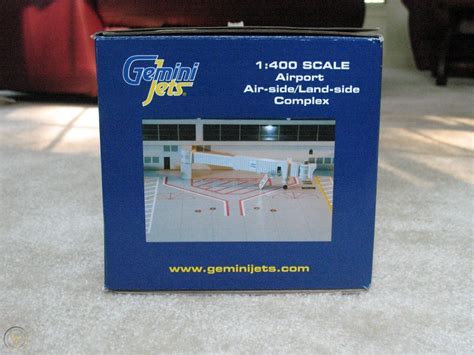 Gemini
Jets
1:400 SCALE
Airport
Air-side/Land-side
Complex
www.geminijets.com